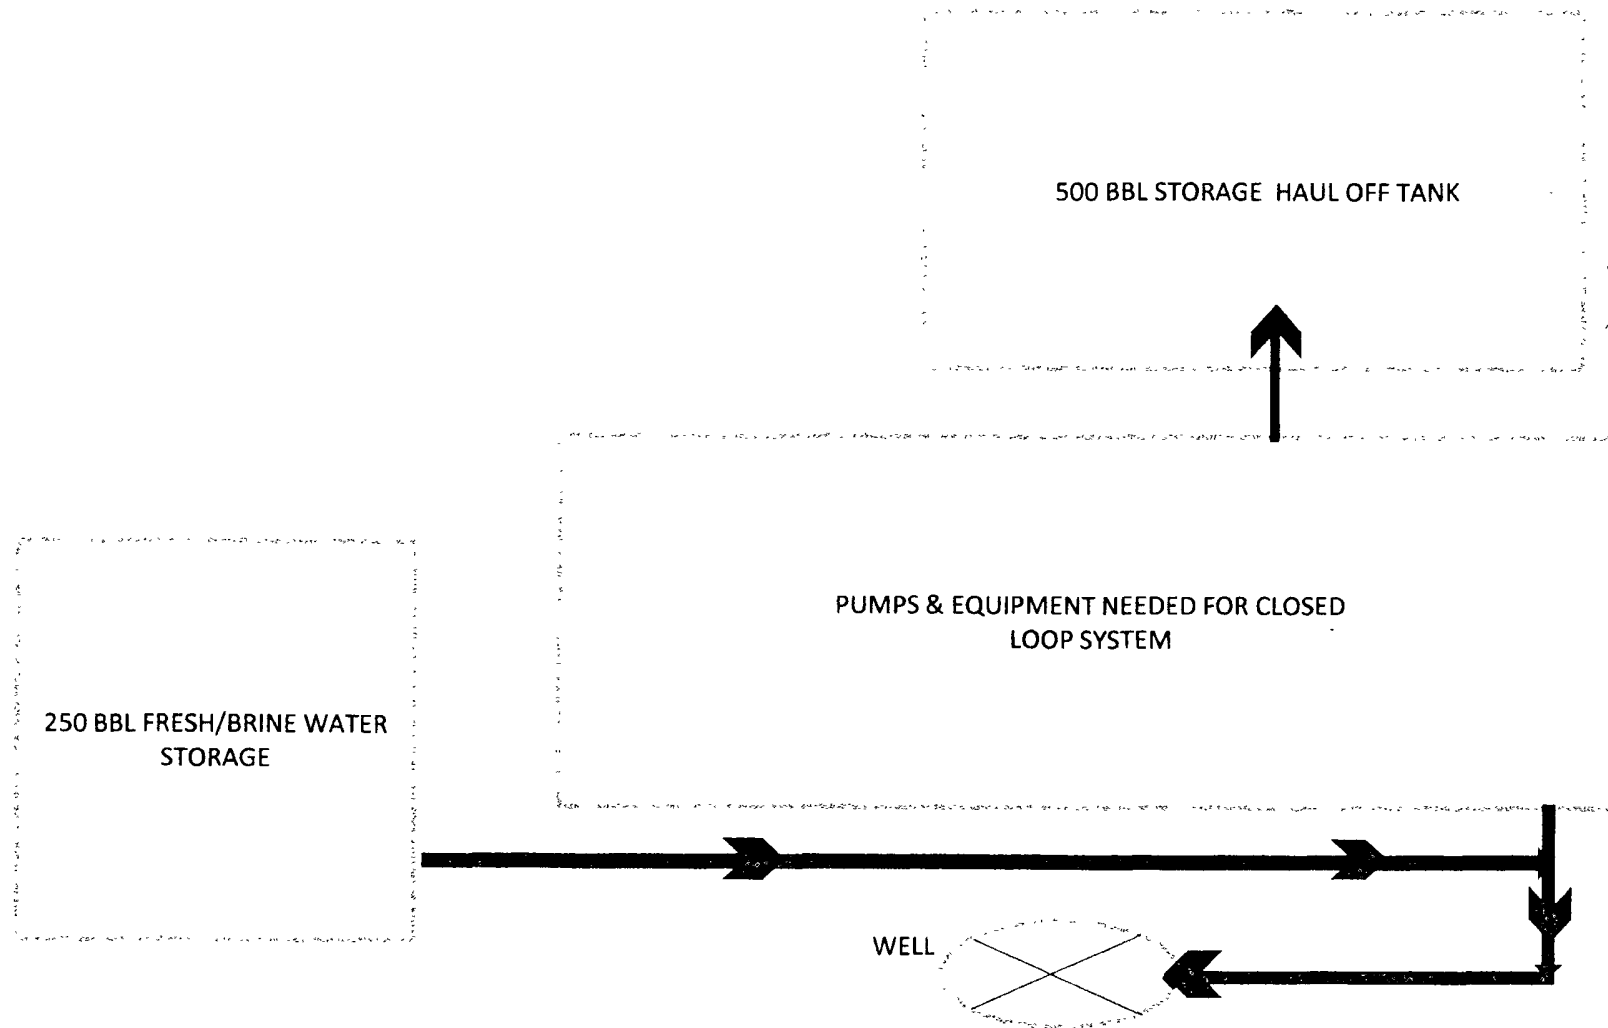 500 BBL STORAGE HAUL OFF TANK
PUMPS & EQUIPMENT NEEDED FOR CLOSED
LOOP SYSTEM
250 BBL FRESH/BRINE WATER
STORAGE
WELL